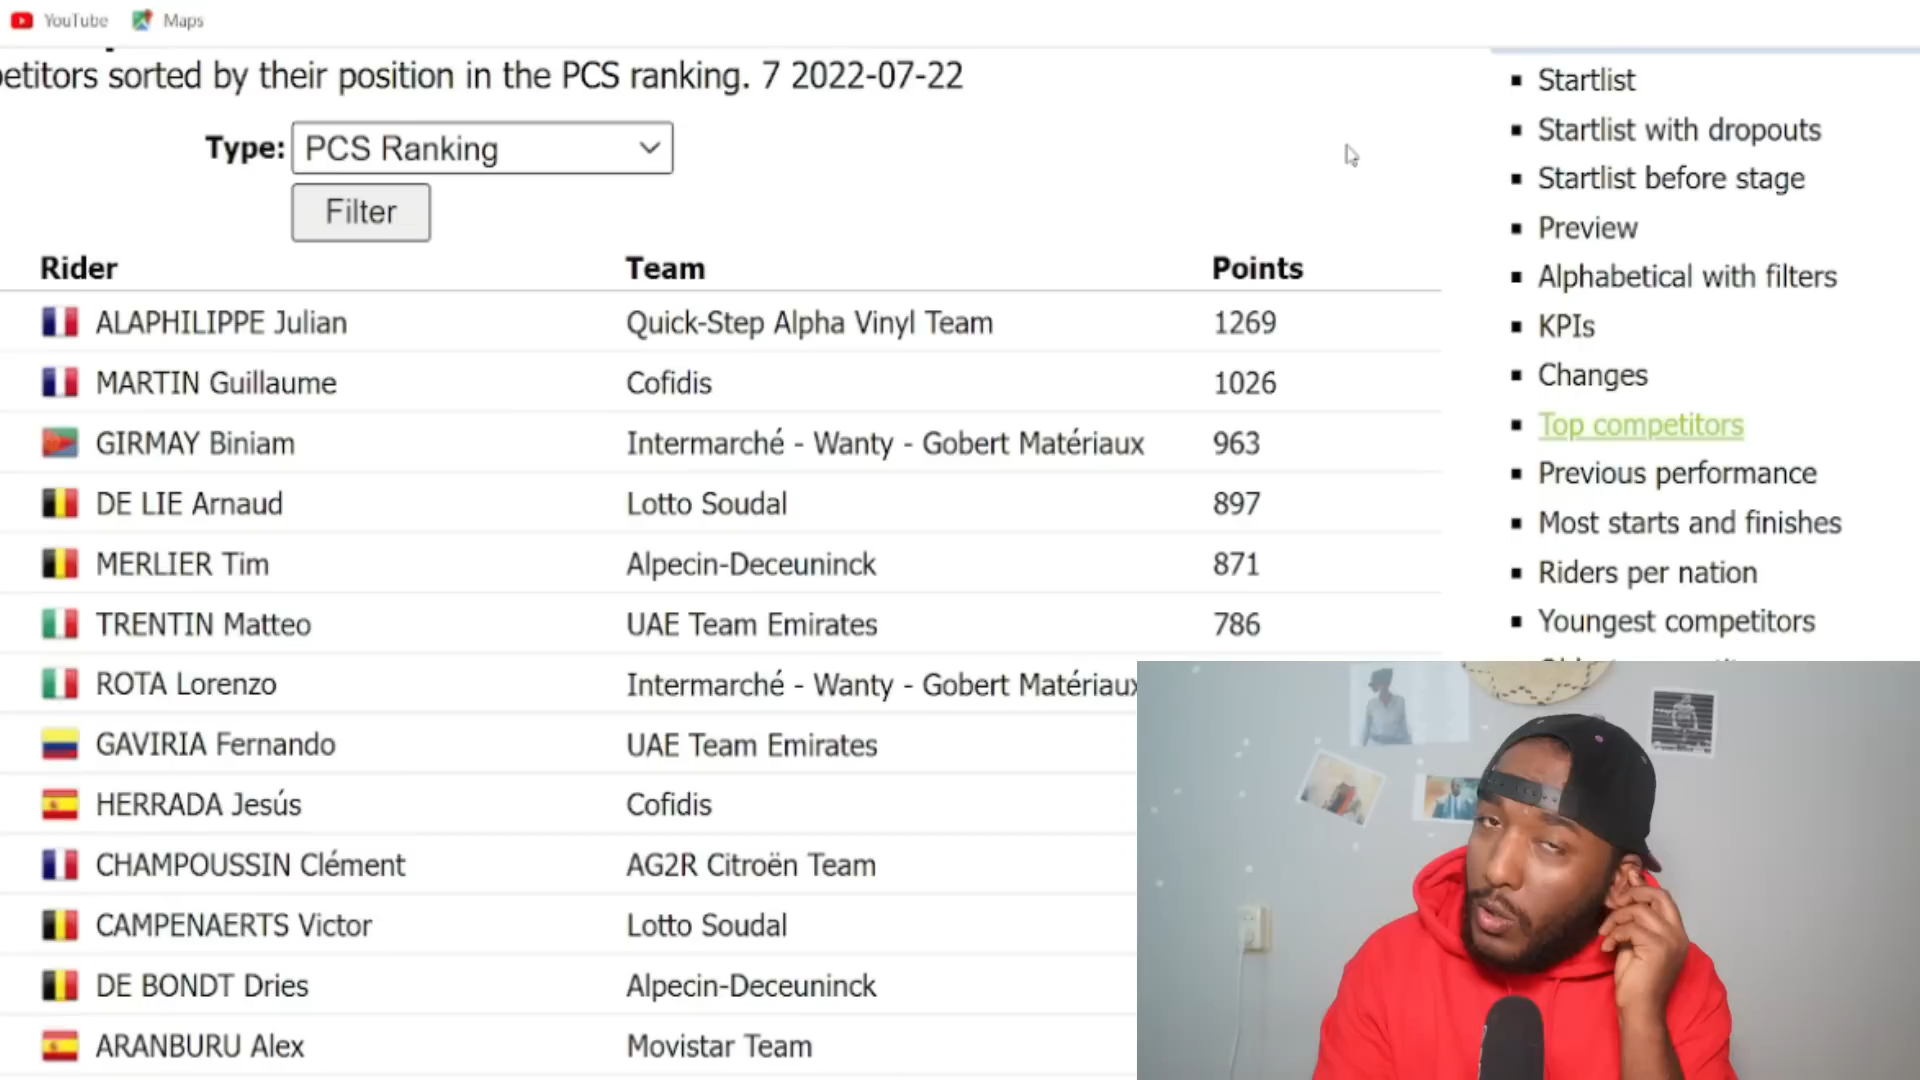 YouTube Maps
etitors sorted by their position in the PCS ranking. 7 2022-07-22
Type: PCS Ranking
Filter
Rider Team Points
ALAPHILIPPE Julian Quick-Step Alpha Vinyl Team 1269
MARTIN Guillaume Cofidis 1026
GIRMAY Biniam Intermarché - Wanty - Gobert Matériaux 963
DE LIE Arnaud Lotto Soudal 897
MERLIER Tim Alpecin-Deceuninck 871
TRENTIN Matteo UAE Team Emirates 786
ROTA Lorenzo Intermarché - Wanty - Gobert Matériaux
GAVIRIA Fernando UAE Team Emirates
HERRADA Jesús Cofidis
CHAMPOUSSIN Clément AG2R Citroën Team
CAMPENAERTS Victor Lotto Soudal
DE BONDT Dries Alpecin-Deceuninck
ARANBURU Alex Movistar Team
Startlist
Startlist with dropouts
Startlist before stage
Preview
Alphabetical with filters
KPIs
Changes
Top competitors
Previous performance
Most starts and finishes
Riders per nation
Youngest competitors